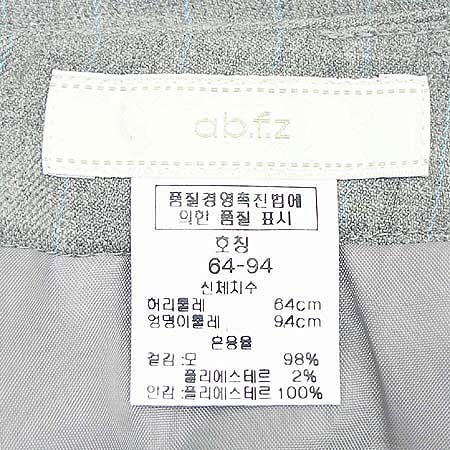 ab.f.z
품질경영촉진법에
의한 품질 표시
호칭
64-94
신체치수
허리둘레 64cm
엉덩이둘레 94cm
혼용율
겉감:모 98%
폴리에스테르 2%
안감:폴리에스테르 100%